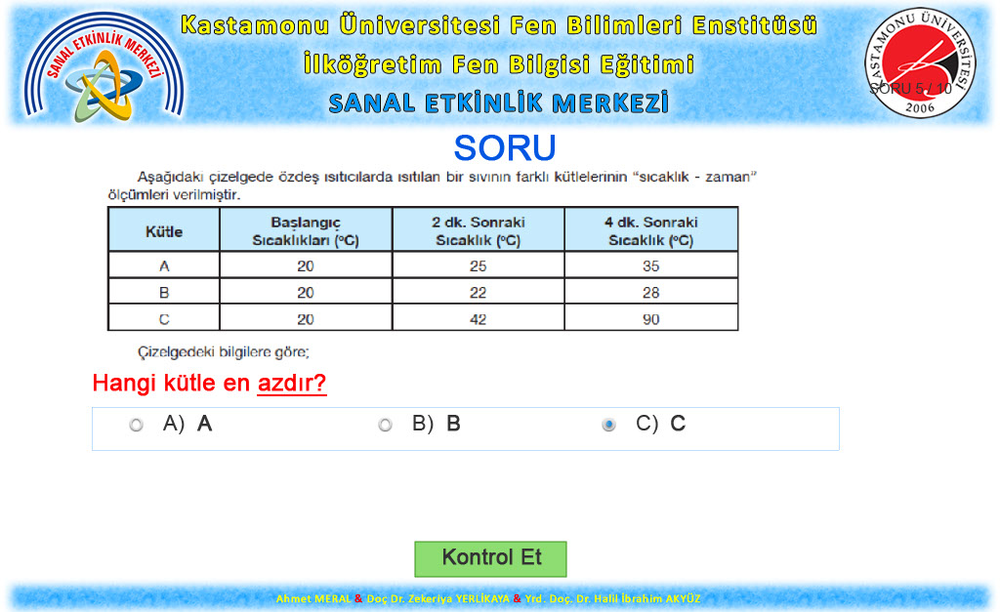 Kastamonu Üniversitesi Fen Bilimleri Enstitüsü
İlköğretim Fen Bilgisi Eğitimi
SANAL ETKİNLİK MERKEZİ
SANAL ETKİNLİK MERKEZİ
KASTAMONU ÜNİVERSİTESİ
SORU 5 / 10
2006
SORU
Aşağıdaki çizelgede özdeş ısıtıcılarda ısıtılan bir sıvının farklı kütlelerinin “sıcaklık - zaman”
ölçümleri verilmiştir.
Kütle Başlangıç Sıcaklıkları (ºC) 2 dk. Sonraki Sıcaklık (ºC) 4 dk. Sonraki Sıcaklık (ºC)
A 20 25 35
B 20 22 28
C 20 42 90
Çizelgedeki bilgilere göre;
Hangi kütle en azdır?
A) A B) B C) C
Kontrol Et
Ahmet MERAL & Doç Dr. Zekeriya YERLİKAYA & Yrd. Doç. Dr. Halil İbrahim AKYÜZ